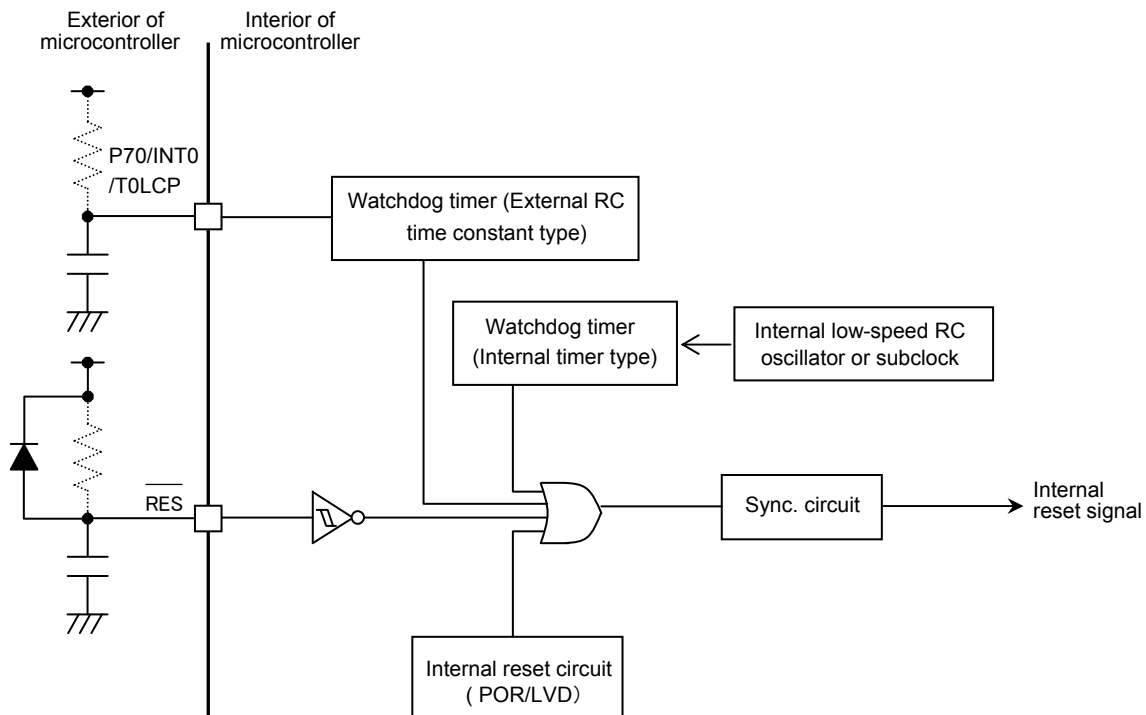 Exterior of
microcontroller
Interior of
microcontroller
P70/INT0
/T0LCP
Watchdog timer (External RC
time constant type)
Watchdog timer
(Internal timer type)
Internal low-speed RC
oscillator or subclock
RES
Sync. circuit
Internal
reset signal
Internal reset circuit
( POR/LVD)